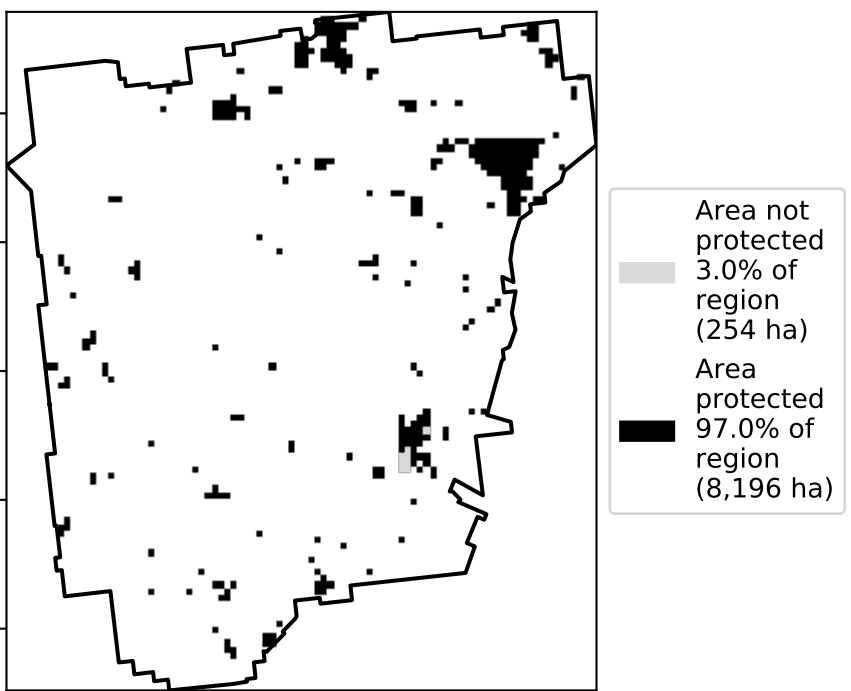 Area not
protected
3.0% of
region
(254 ha)
Area
protected
97.0% of
region
(8,196 ha)